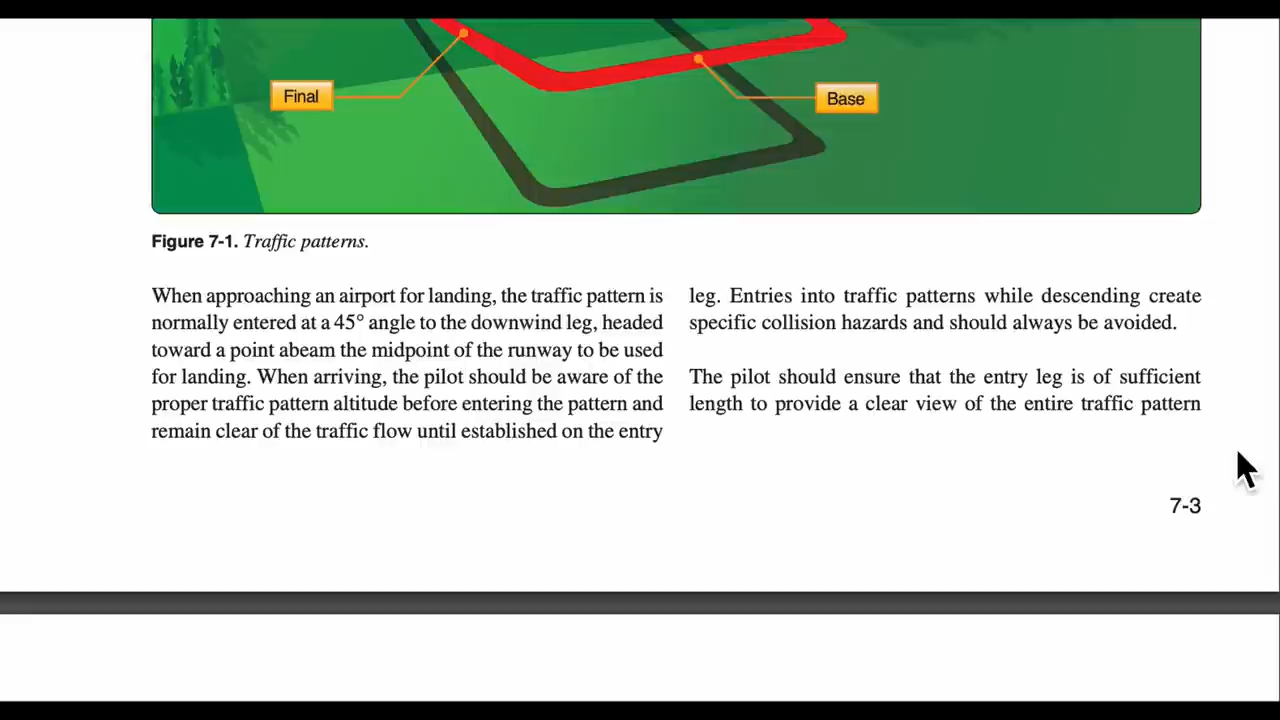 Final
Base
Figure 7-1. Traffic patterns.
When approaching an airport for landing, the traffic pattern is
normally entered at a 45° angle to the downwind leg, headed
toward a point abeam the midpoint of the runway to be used
for landing. When arriving, the pilot should be aware of the
proper traffic pattern altitude before entering the pattern and
remain clear of the traffic flow until established on the entry
leg. Entries into traffic patterns while descending create
specific collision hazards and should always be avoided.
The pilot should ensure that the entry leg is of sufficient
length to provide a clear view of the entire traffic pattern
7-3